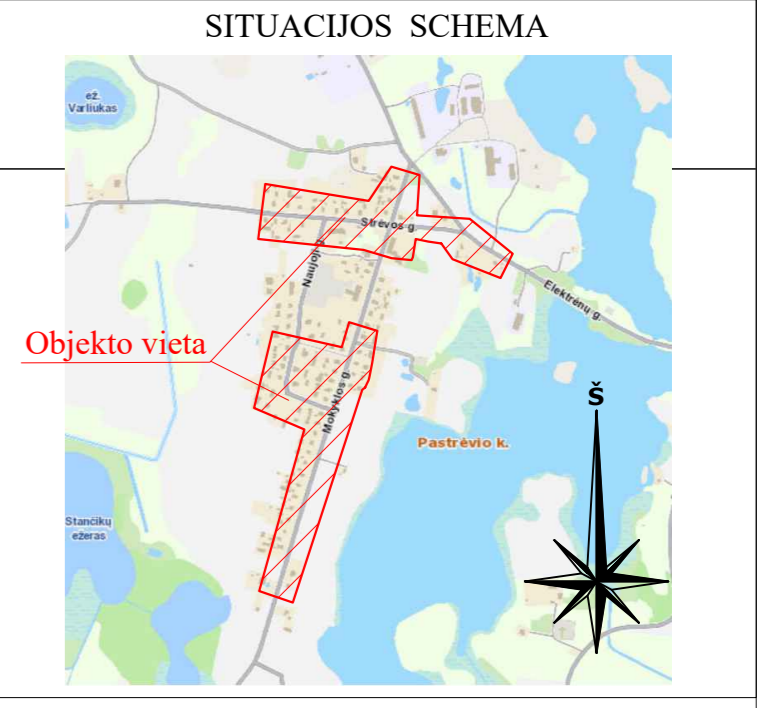 SITUACIJOS SCHEMA
ež.
Varliukas
Strėvos g.
Naujoji g.
Elektrėnų g.
Objekto vieta
Mokyklos g.
Š
Pastrėvio k.
Stančikų
ežeras